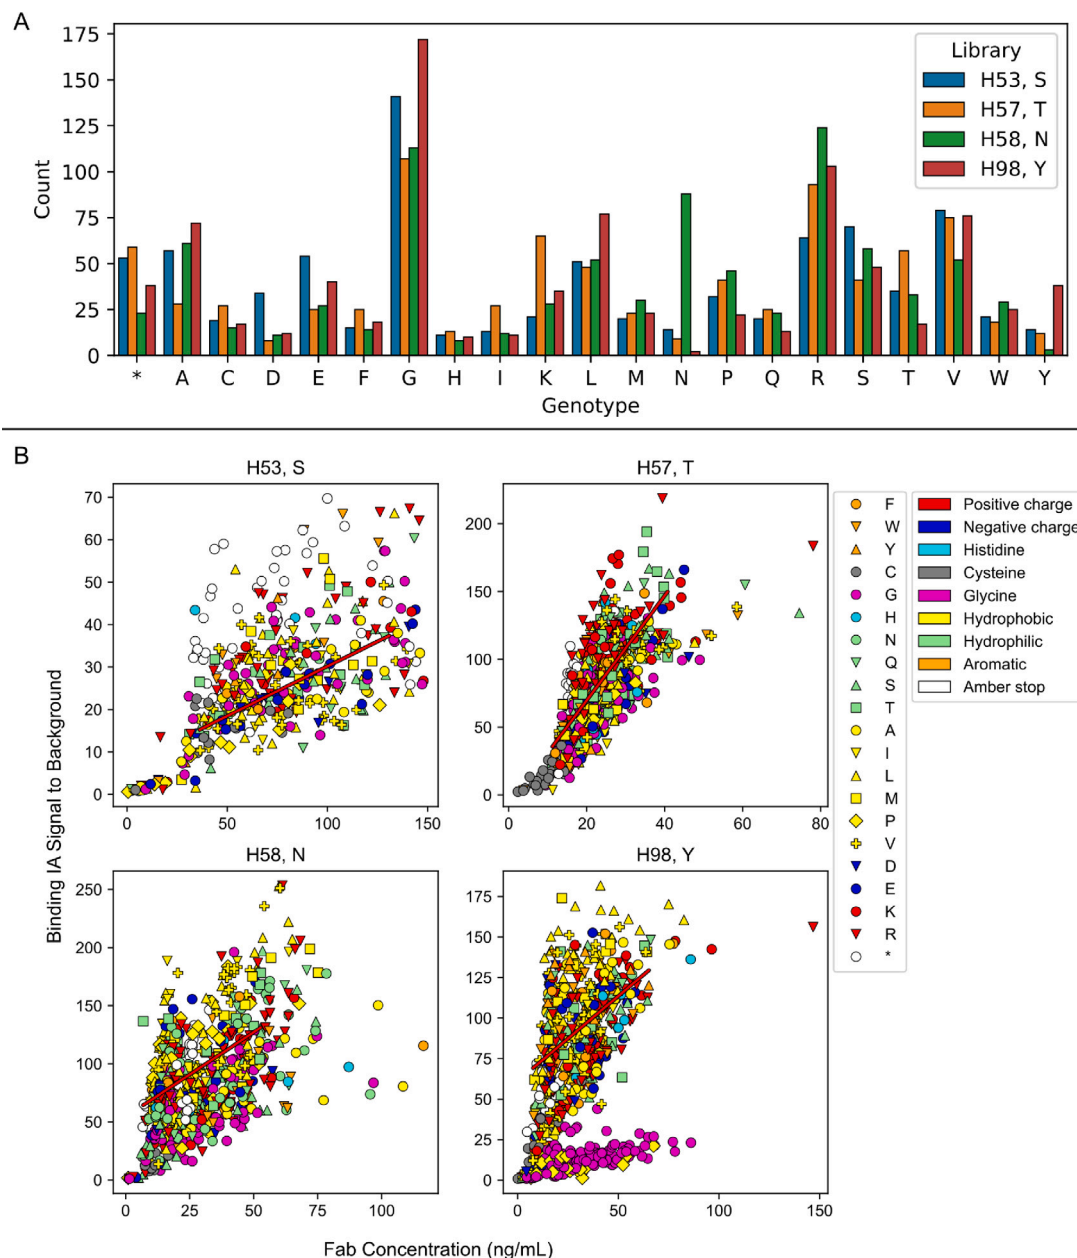 A
175
150
125
100
75
50
25
0
Count
Library
H53, S
H57, T
H58, N
H98, Y
* A C D E F G H I K L M N P Q R S T V W Y
Genotype
B
H53, S
70
60
50
40
30
20
10
0
0 50 100 150
H57, T
200
150
100
50
0
0 20 40 60 80
H58, N
250
200
150
100
50
0
0 25 50 75 100
H98, Y
175
150
125
100
75
50
25
0
0 50 100 150
Binding IA Signal to Background
Fab Concentration (ng/mL)
F
W
Y
C
G
H
N
Q
S
T
A
I
L
M
P
V
D
E
K
R
*
Positive charge
Negative charge
Histidine
Cysteine
Glycine
Hydrophobic
Hydrophilic
Aromatic
Amber stop